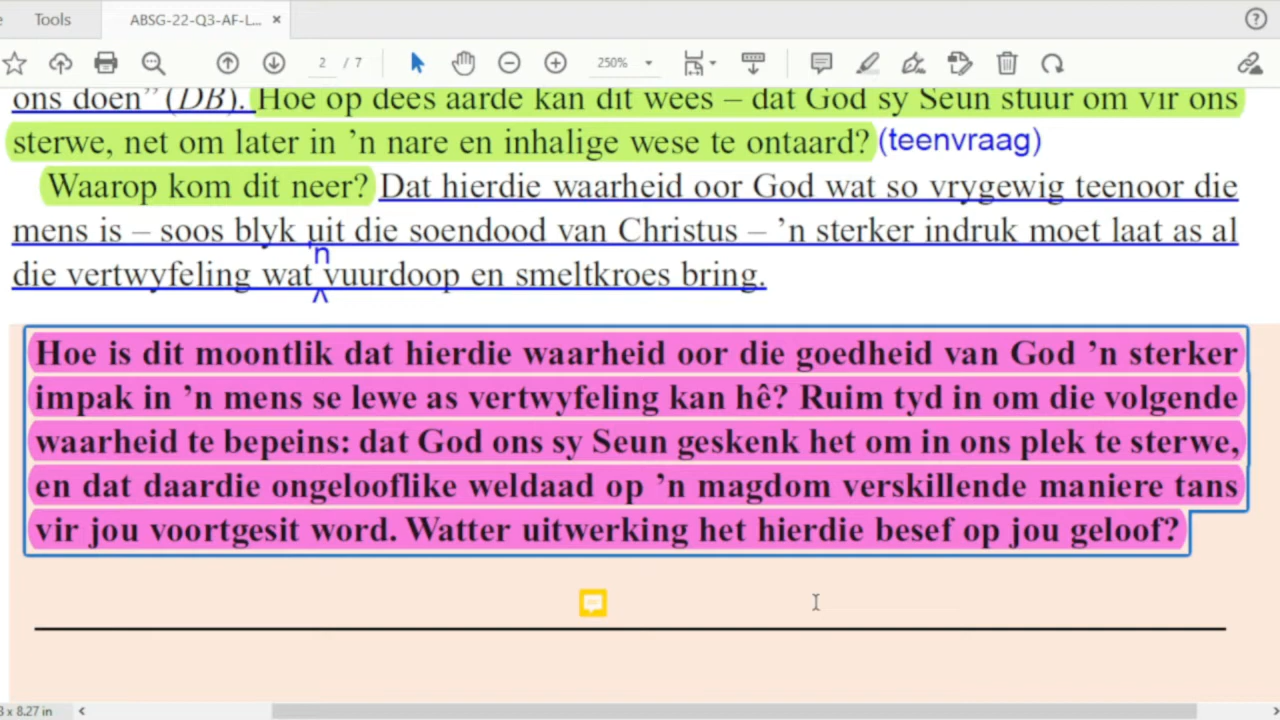 Tools
ABSG-22-Q3-AF-L... ×
2 / 7
250%
ons doen” (DB). Hoe op dees aarde kan dit wees – dat God sy Seun stuur om vir ons
sterwe, net om later in ’n nare en inhalige wese te ontaard? (teenvraag)
Waarop kom dit neer? Dat hierdie waarheid oor God wat so vrygewig teenoor die
mens is – soos blyk uit die soendood van Christus – ’n sterker indruk moet laat as al
'n
die vertwyfeling wat vuurdoop en smeltkroes bring.
^
Hoe is dit moontlik dat hierdie waarheid oor die goedheid van God ’n sterker
impak in ’n mens se lewe as vertwyfeling kan hê? Ruim tyd in om die volgende
waarheid te bepeins: dat God ons sy Seun geskenk het om in ons plek te sterwe,
en dat daardie ongelooflike weldaad op ’n magdom verskillende maniere tans
vir jou voortgesit word. Watter uitwerking het hierdie besef op jou geloof?
x 8.27 in